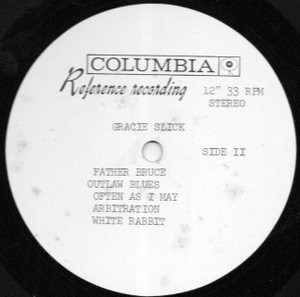 COLUMBIA
Reference recording
12" 33 RPM
STEREO
GRACIE SLICK
SIDE II
FATHER BRUCE
OUTLAW BLUES
OFTEN AS I MAY
ARBITRATION
WHITE RABBIT